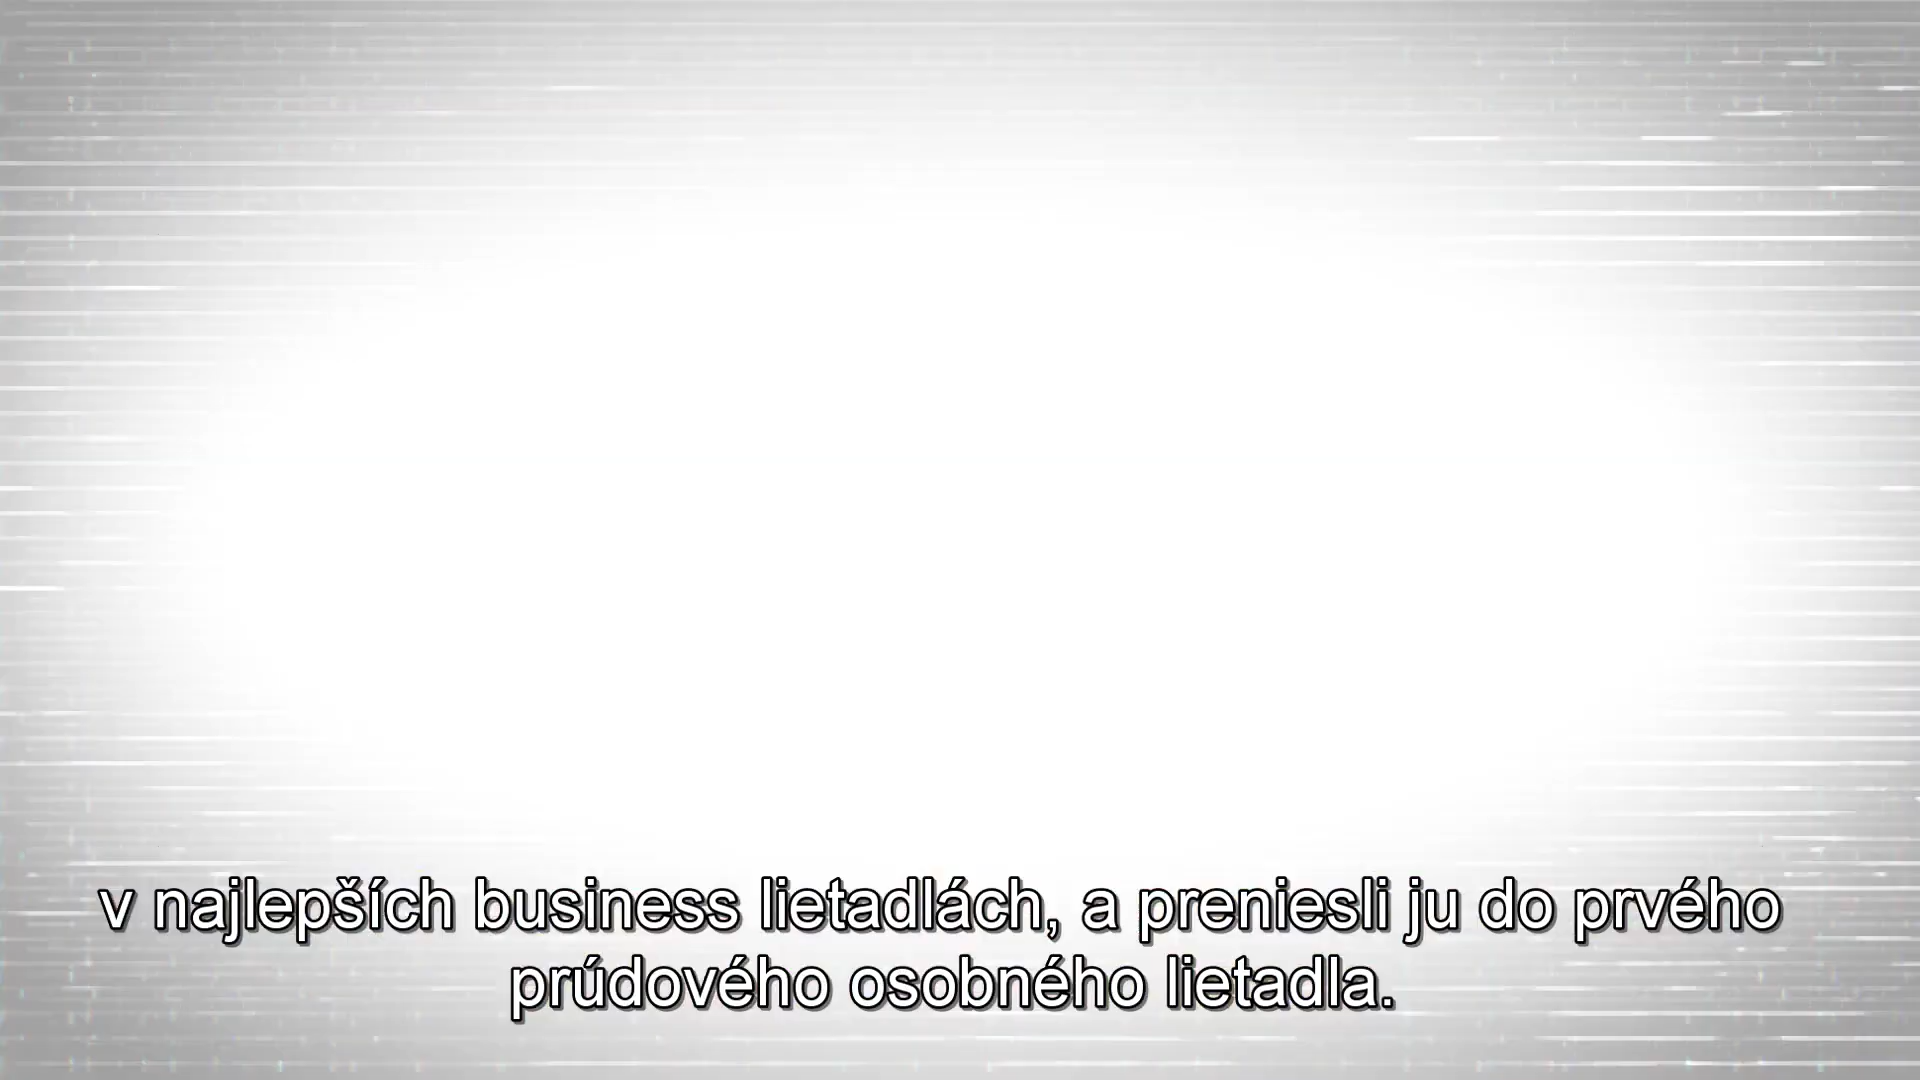 v najlepších business lietadlách, a preniesli ju do prvého
prúdového osobného lietadla.